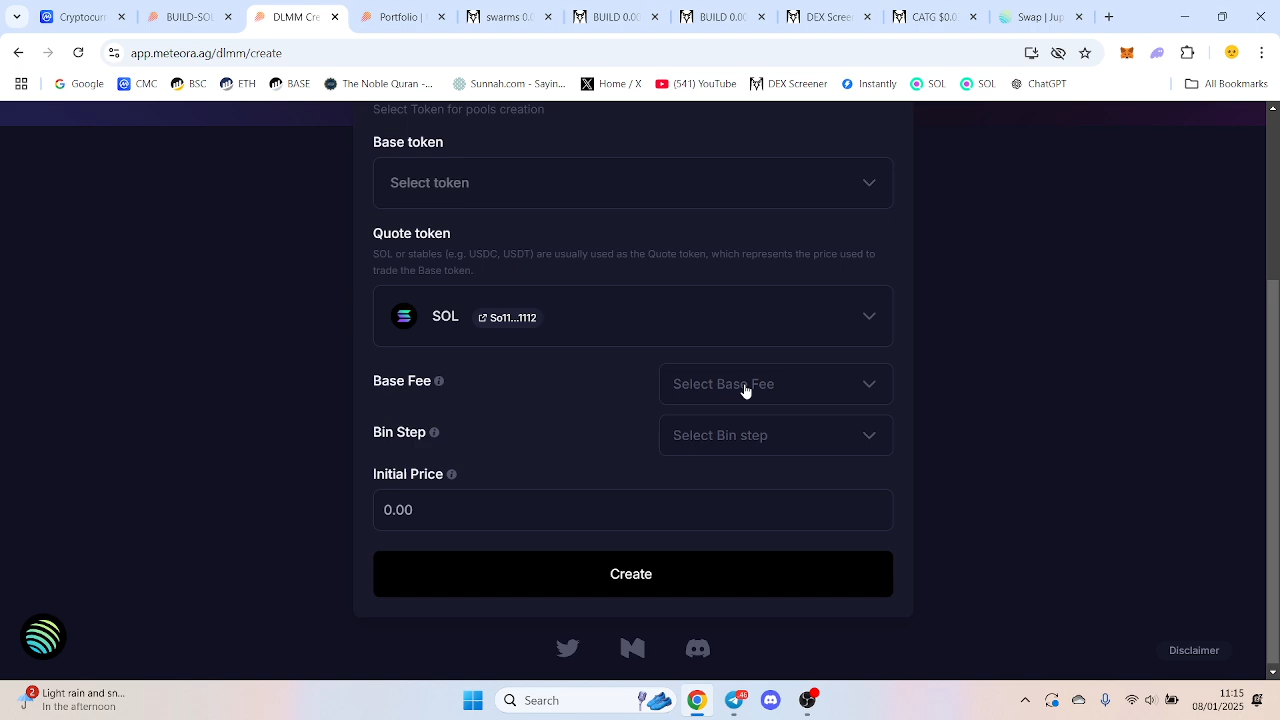 Cryptocurr
BUILD-SOL
DLMM Cre
Portfolio |
swarms 0.0
BUILD 0.00
BUILD 0.00
DEX Scree
CATG $0.0
Swap | Jup
app.meteora.ag/dlmm/create
Google
CMC
BSC
ETH
BASE
The Noble Quran -...
Sunnah.com - Sayin...
Home / X
(541) YouTube
DEX Screener
Instantly
SOL
SOL
ChatGPT
All Bookmarks
Select Token for pools creation
Base token
Select token
Quote token
SOL or stables (e.g. USDC, USDT) are usually used as the Quote token, which represents the price used to
trade the Base token.
SOL So11...1112
Base Fee
Select Base Fee
Bin Step
Select Bin step
Initial Price
0.00
Create
Disclaimer
2
Light rain and sn...
In the afternoon
Search
46
11:15
08/01/2025